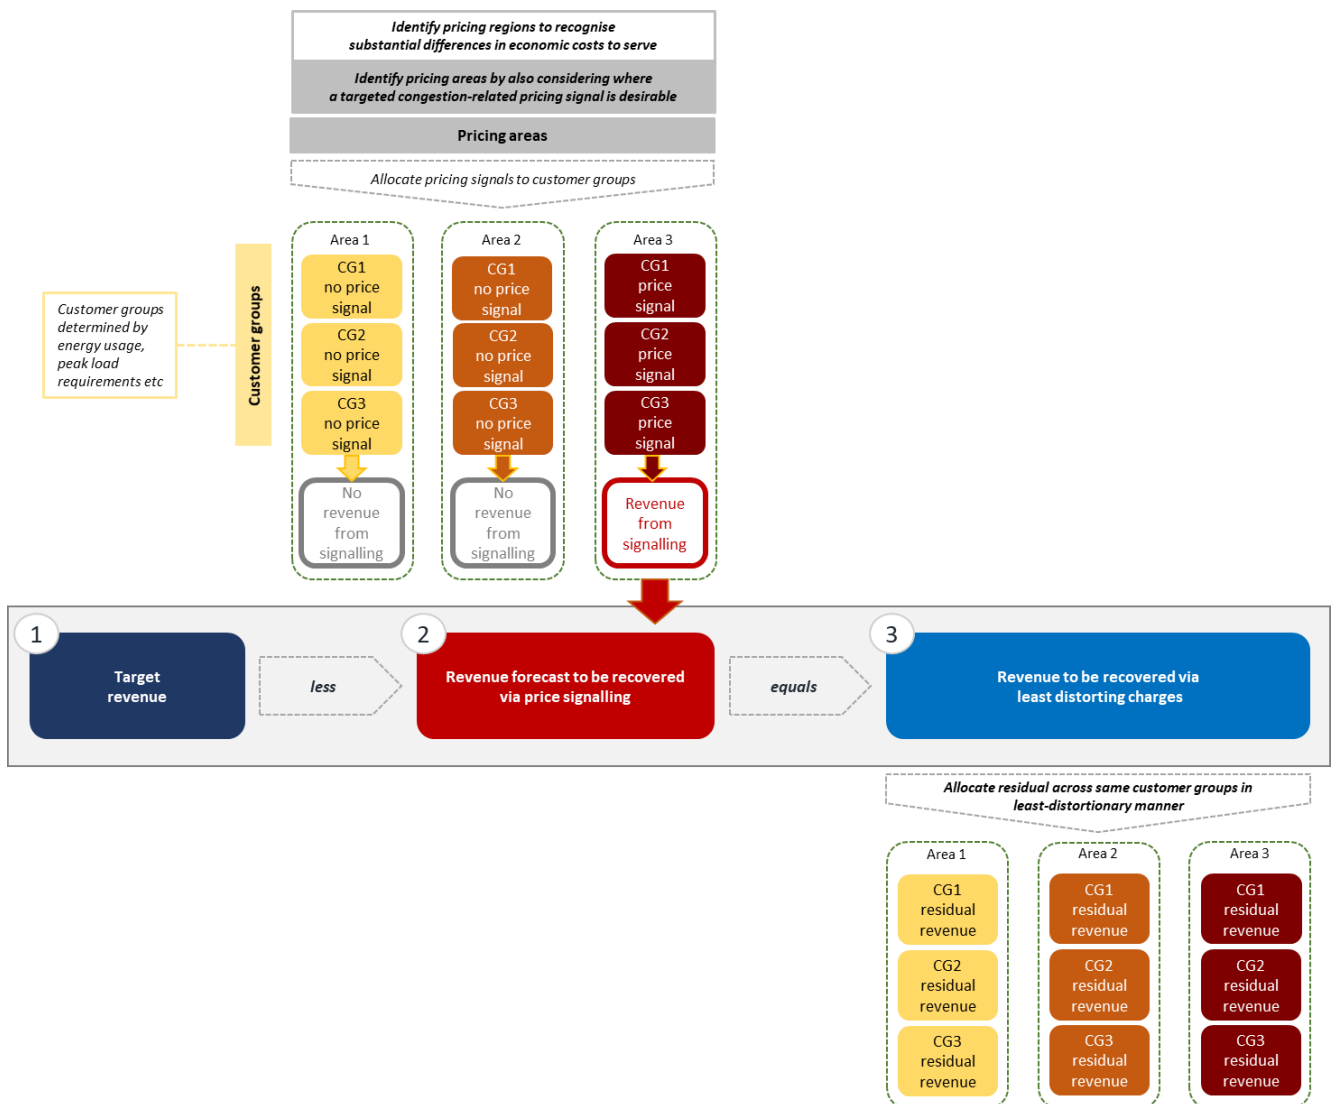 Identify pricing regions to recognise
substantial differences in economic costs to serve
Identify pricing areas by also considering where
a targeted congestion-related pricing signal is desirable
Pricing areas
Allocate pricing signals to customer groups
Customer groups
determined by
energy usage,
peak load
requirements etc
Customer groups
Area 1
CG1
no price
signal
CG2
no price
signal
CG3
no price
signal
No
revenue
from
signalling
Area 2
CG1
no price
signal
CG2
no price
signal
CG3
no price
signal
No
revenue
from
signalling
Area 3
CG1
price
signal
CG2
price
signal
CG3
price
signal
Revenue
from
signalling
1
Target
revenue
less
2
Revenue forecast to be recovered
via price signalling
equals
3
Revenue to be recovered via
least distorting charges
Allocate residual across same customer groups in
least-distortionary manner
Area 1
CG1
residual
revenue
CG2
residual
revenue
CG3
residual
revenue
Area 2
CG1
residual
revenue
CG2
residual
revenue
CG3
residual
revenue
Area 3
CG1
residual
revenue
CG2
residual
revenue
CG3
residual
revenue